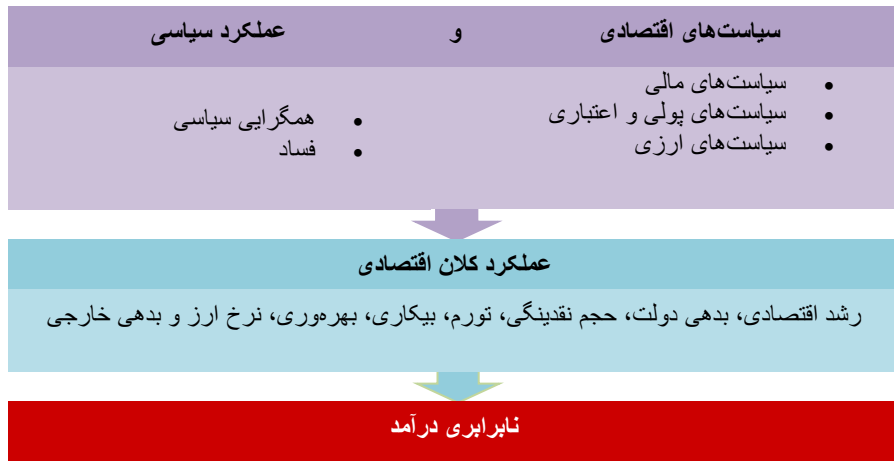 سیاست‌های اقتصادی و عملکرد سیاسی
• سیاست‌های مالی
• سیاست‌های پولی و اعتباری
• سیاست‌های ارزی
• همگرایی سیاسی
• فساد
عملکرد کلان اقتصادی
رشد اقتصادی، بدهی دولت، حجم نقدینگی، تورم، بیکاری، بهره‌وری، نرخ ارز و بدهی خارجی
نابرابری درآمد